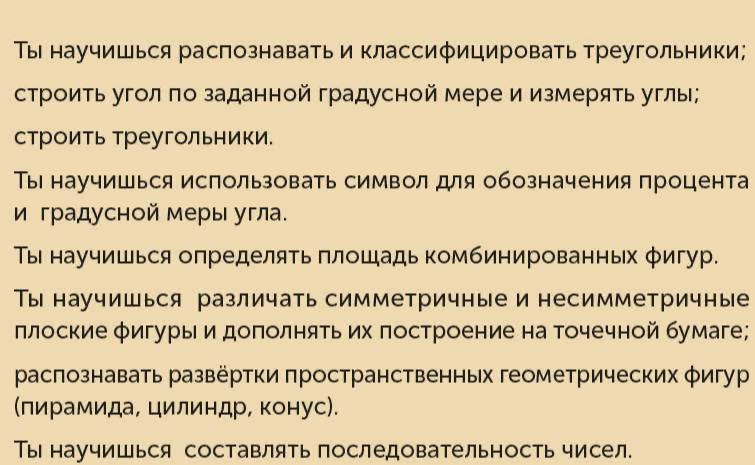 Ты научишься распознавать и классифицировать треугольники;
строить угол по заданной градусной мере и измерять углы;
строить треугольники.
Ты научишься использовать символ для обозначения процента
и градусной меры угла.
Ты научишься определять площадь комбинированных фигур.
Ты научишься различать симметричные и несимметричные
плоские фигуры и дополнять их построение на точечной бумаге;
распознавать развёртки пространственных геометрических фигур
(пирамида, цилиндр, конус).
Ты научишься составлять последовательность чисел.